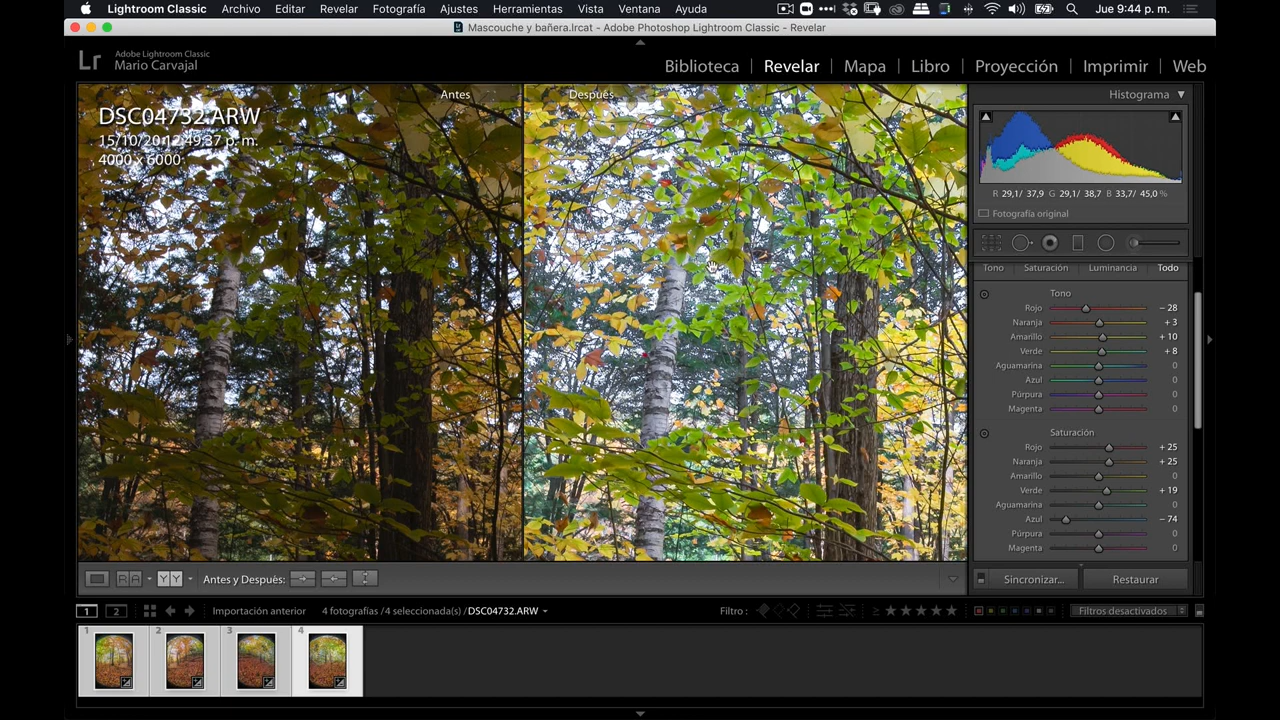 Lightroom Classic Archivo Editar Revelar Fotografía Ajustes Herramientas Vista Ventana Ayuda Jue 9:44 p. m.
Mascouche y bañera.lrcat - Adobe Photoshop Lightroom Classic - Revelar
Lr
Adobe Lightroom Classic
Mario Carvajal
Biblioteca | Revelar | Mapa | Libro | Proyección | Imprimir | Web
Antes
Después
DSC04732.ARW
15/10/20 12:49:37 p. m.
4000 x 6000
Histograma
R 29,1/ 37,9 G 29,1/ 38,7 B 33,7/ 45,0 %
Fotografía original
Tono Saturación Luminancia Todo
Tono
Rojo − 28
Naranja + 3
Amarillo + 10
Verde + 8
Aguamarina 0
Azul 0
Púrpura 0
Magenta 0
Saturación
Rojo + 25
Naranja + 25
Amarillo 0
Verde + 19
Aguamarina 0
Azul − 74
Púrpura 0
Magenta 0
R A Y Y Antes y Después:
Sincronizar... Restaurar
1 2 Importación anterior 4 fotografías /4 seleccionada(s) /DSC04732.ARW
Filtro : ≥ Filtros desactivados
1 2 3 4